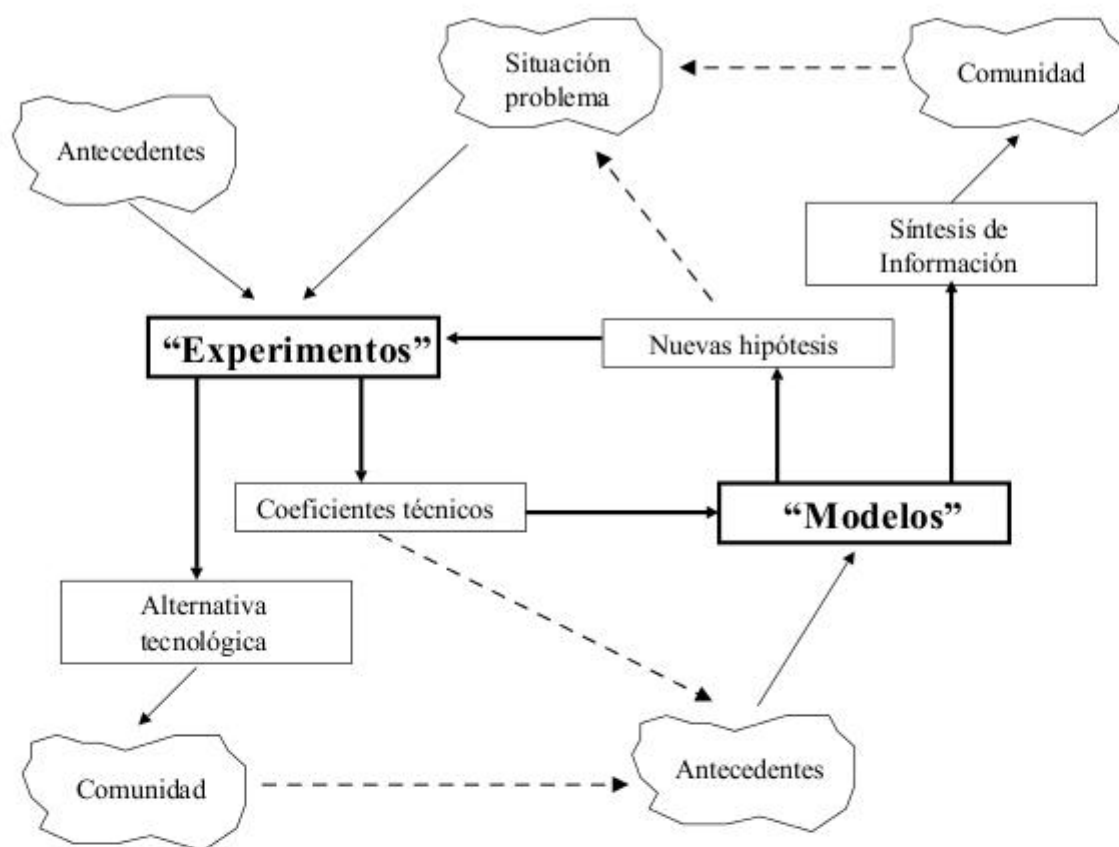 Situación
problema
Comunidad
Antecedentes
Síntesis de
Información
“Experimentos”
Nuevas hipótesis
Coeficientes técnicos
“Modelos”
Alternativa
tecnológica
Comunidad
Antecedentes